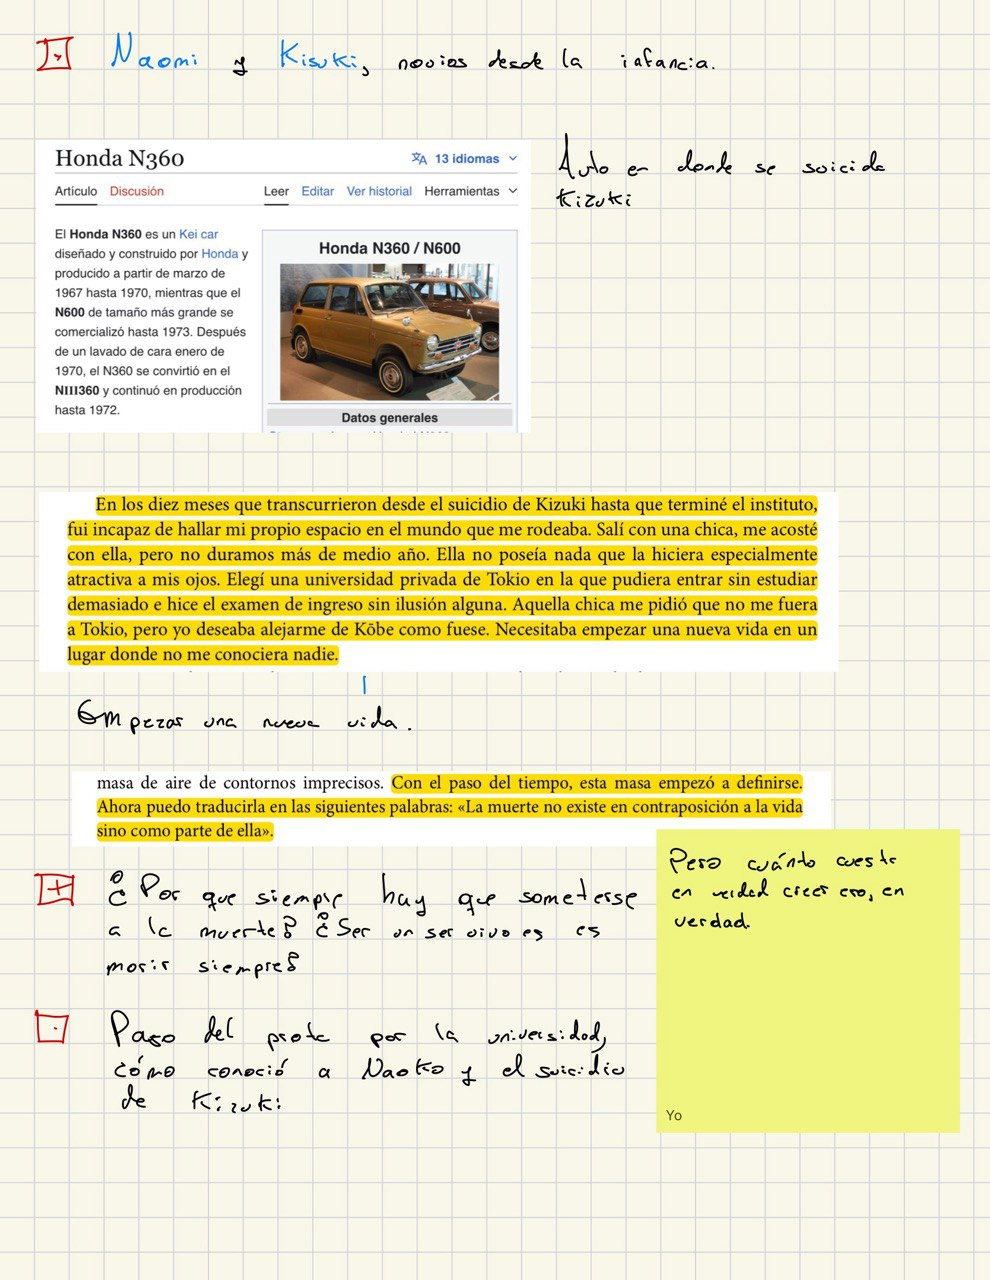 Naomi y Kisuki, novios desde la infancia.
Honda N360
13 idiomas
Artículo Discusión Leer Editar Ver historial Herramientas
El Honda N360 es un Kei car
diseñado y construido por Honda y
producido a partir de marzo de
1967 hasta 1970, mientras que el
N600 de tamaño más grande se
comercializó hasta 1973. Después
de un lavado de cara enero de
1970, el N360 se convirtió en el
NIII360 y continuó en producción
hasta 1972.
Honda N360 / N600
Datos generales
Auto en donde se suicida
Kizuki
En los diez meses que transcurrieron desde el suicidio de Kizuki hasta que terminé el instituto,
fui incapaz de hallar mi propio espacio en el mundo que me rodeaba. Salí con una chica, me acosté
con ella, pero no duramos más de medio año. Ella no poseía nada que la hiciera especialmente
atractiva a mis ojos. Elegí una universidad privada de Tokio en la que pudiera entrar sin estudiar
demasiado e hice el examen de ingreso sin ilusión alguna. Aquella chica me pidió que no me fuera
a Tokio, pero yo deseaba alejarme de Kōbe como fuese. Necesitaba empezar una nueva vida en un
lugar donde no me conociera nadie.
Empezar una nueva vida.
masa de aire de contornos imprecisos. Con el paso del tiempo, esta masa empezó a definirse.
Ahora puedo traducirla en las siguientes palabras: «La muerte no existe en contraposición a la vida
sino como parte de ella».
¿Por que siempre hay que someterse
a la muerte? ¿Ser un ser vivo es es
morir siempre?
Pero cuánto cuesta
en verdad creer eso, en
verdad.
Yo
Paso del prota por la universidad,
cómo conoció a Naoko y el suicidio
de Kizuki